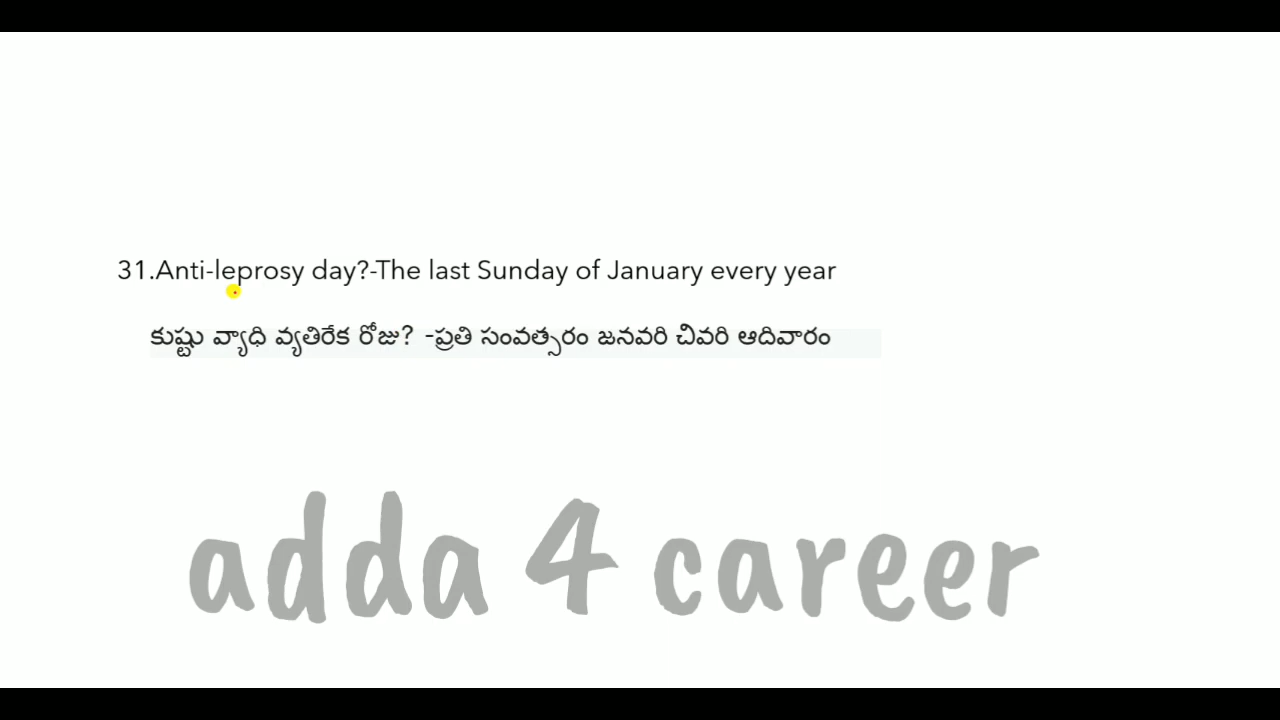 31.Anti-leprosy day?-The last Sunday of January every year
కుష్టు వ్యాధి వ్యతిరేక రోజు? -ప్రతి సంవత్సరం జనవరి చివరి ఆదివారం
adda 4 career